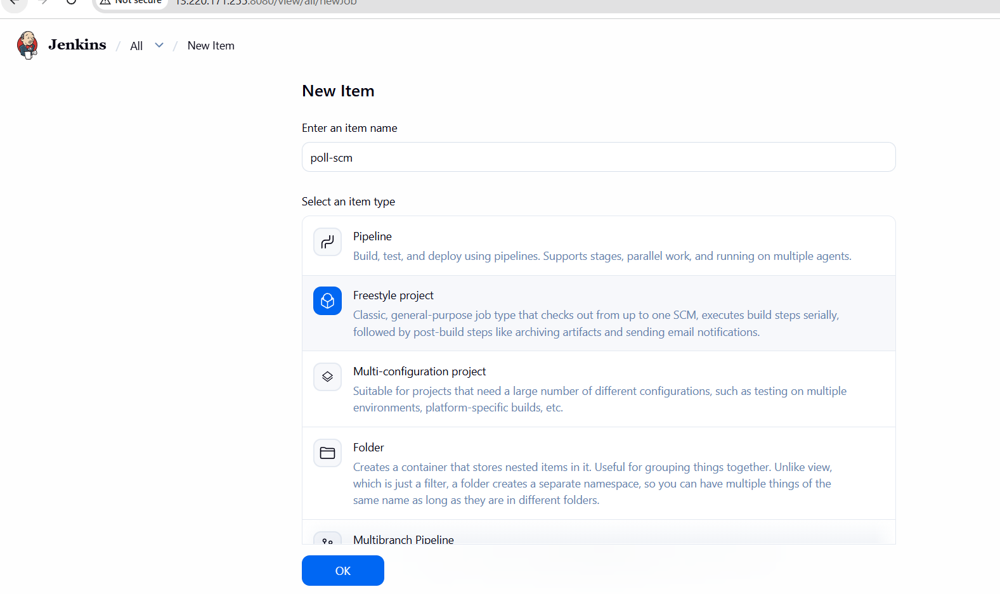 Not secure 13.220.171.255:8080/view/all/newJob
Jenkins / All / New Item
New Item
Enter an item name
poll-scm
Select an item type
Pipeline
Build, test, and deploy using pipelines. Supports stages, parallel work, and running on multiple agents.
Freestyle project
Classic, general-purpose job type that checks out from up to one SCM, executes build steps serially,
followed by post-build steps like archiving artifacts and sending email notifications.
Multi-configuration project
Suitable for projects that need a large number of different configurations, such as testing on multiple
environments, platform-specific builds, etc.
Folder
Creates a container that stores nested items in it. Useful for grouping things together. Unlike view,
which is just a filter, a folder creates a separate namespace, so you can have multiple things of the
same name as long as they are in different folders.
Multibranch Pipeline
OK